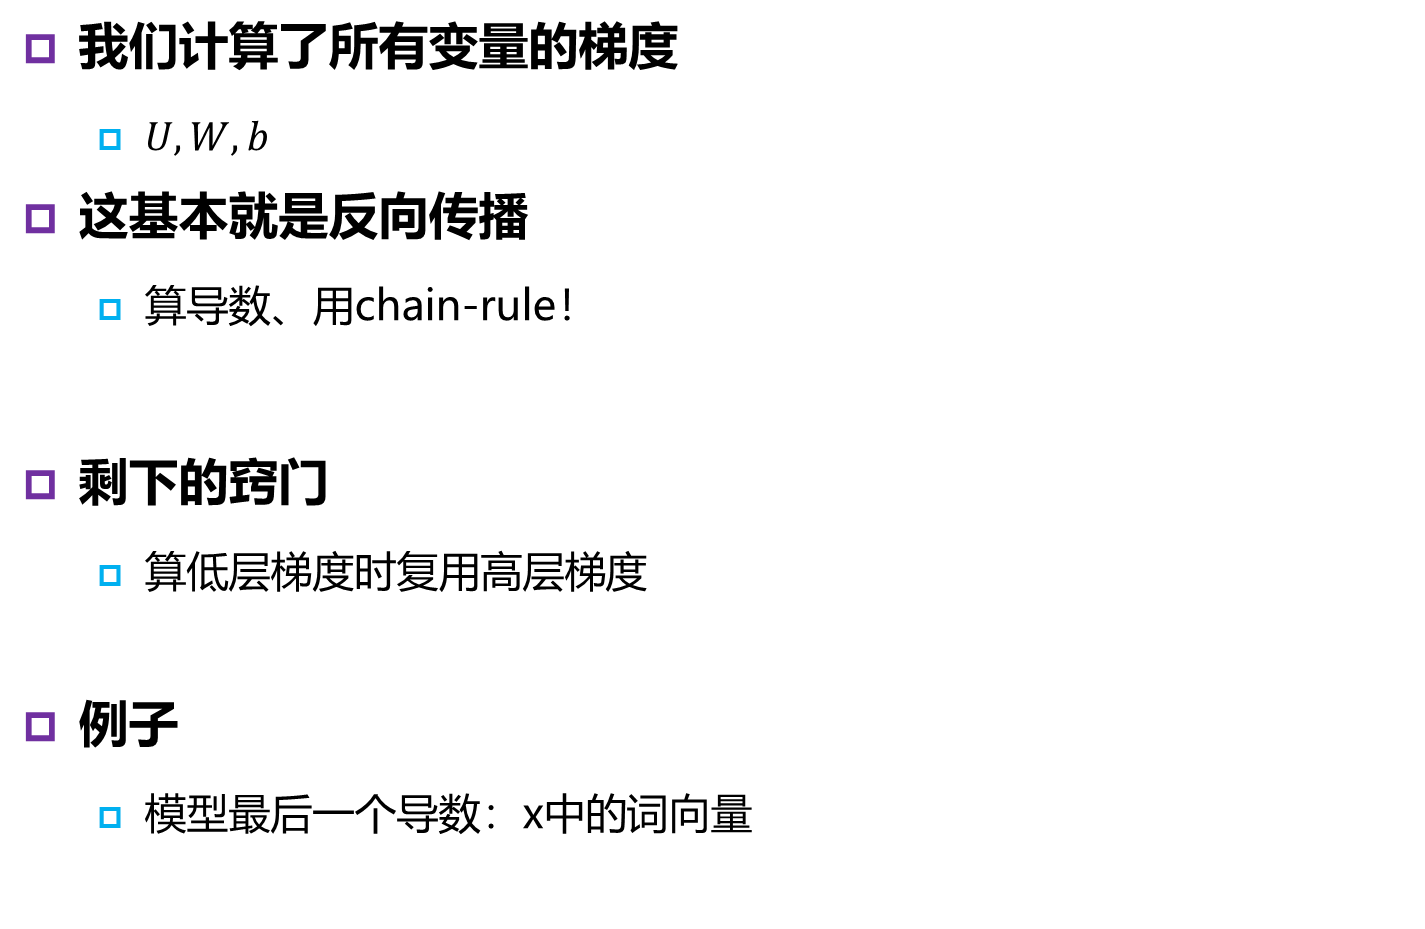 我们计算了所有变量的梯度
U, W, b
这基本就是反向传播
算导数、用chain-rule！
剩下的窍门
算低层梯度时复用高层梯度
例子
模型最后一个导数：x中的词向量